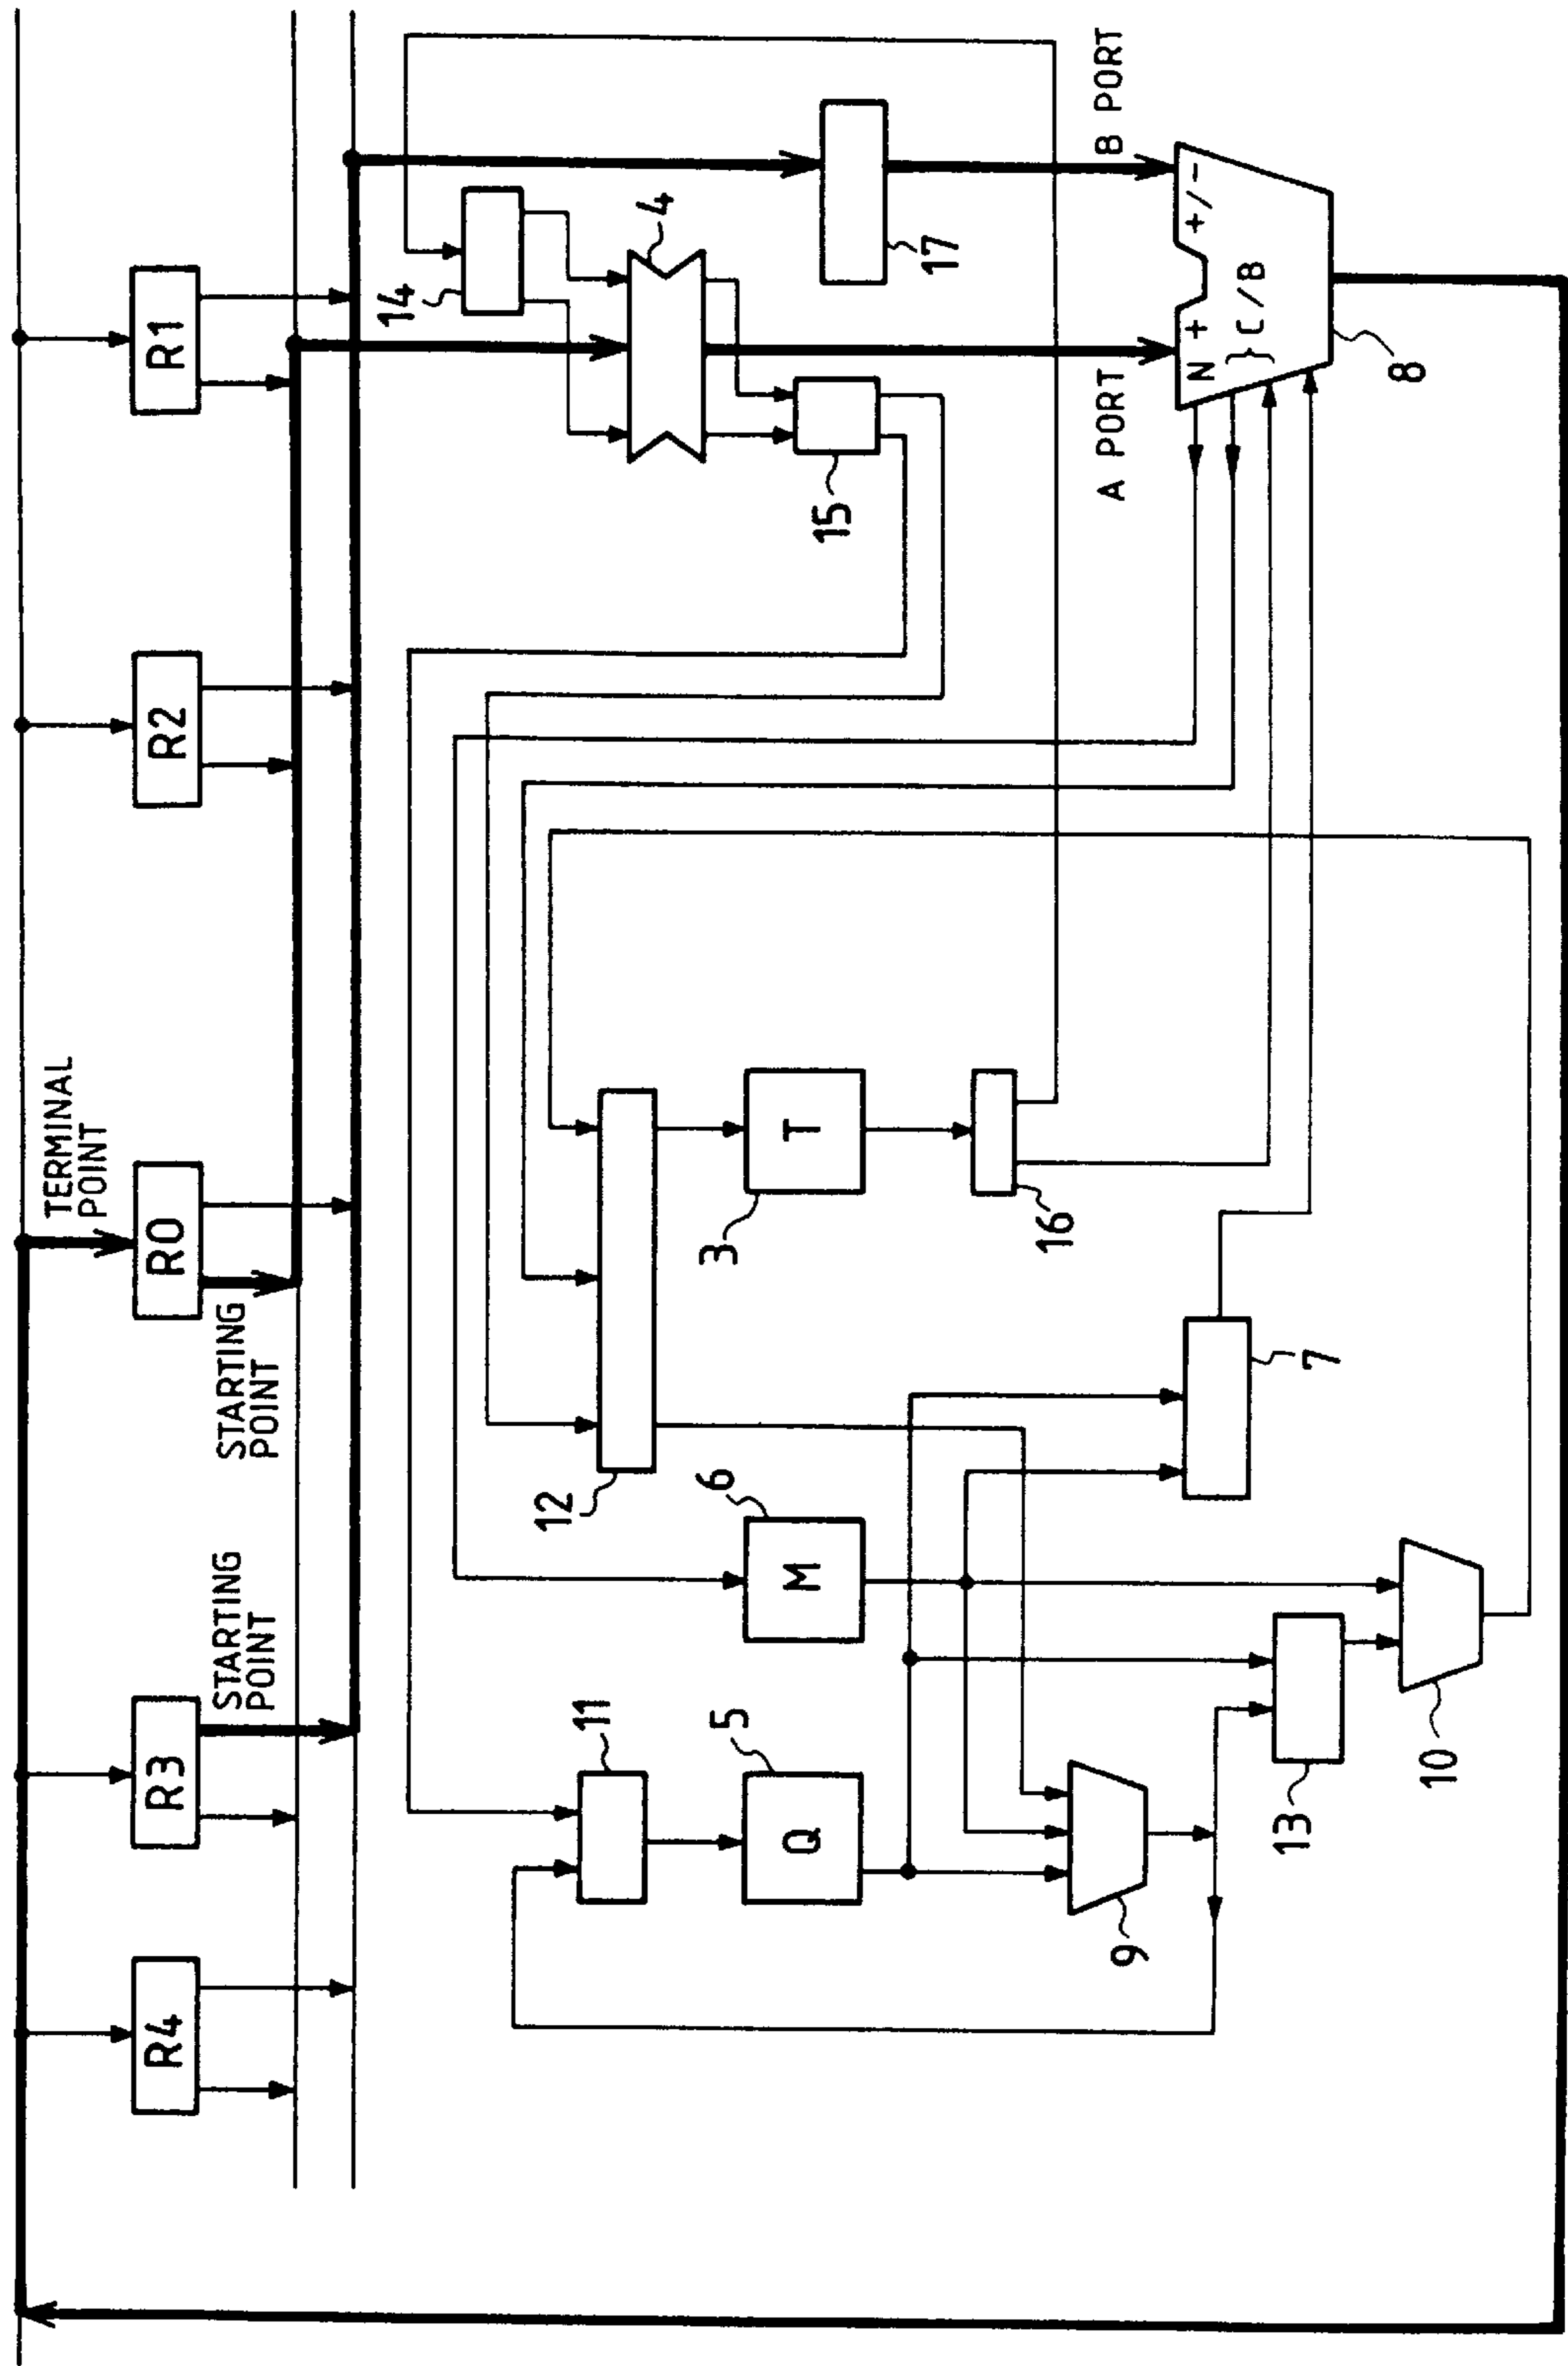 R4
R3
R0
R2
R1
TERMINAL
POINT
STARTING
POINT
STARTING
POINT
14
4
11
12
15
17
5
Q
6
M
3
T
16
9
13
7
10
A PORT
B PORT
N
+
+/-
}C/B
8